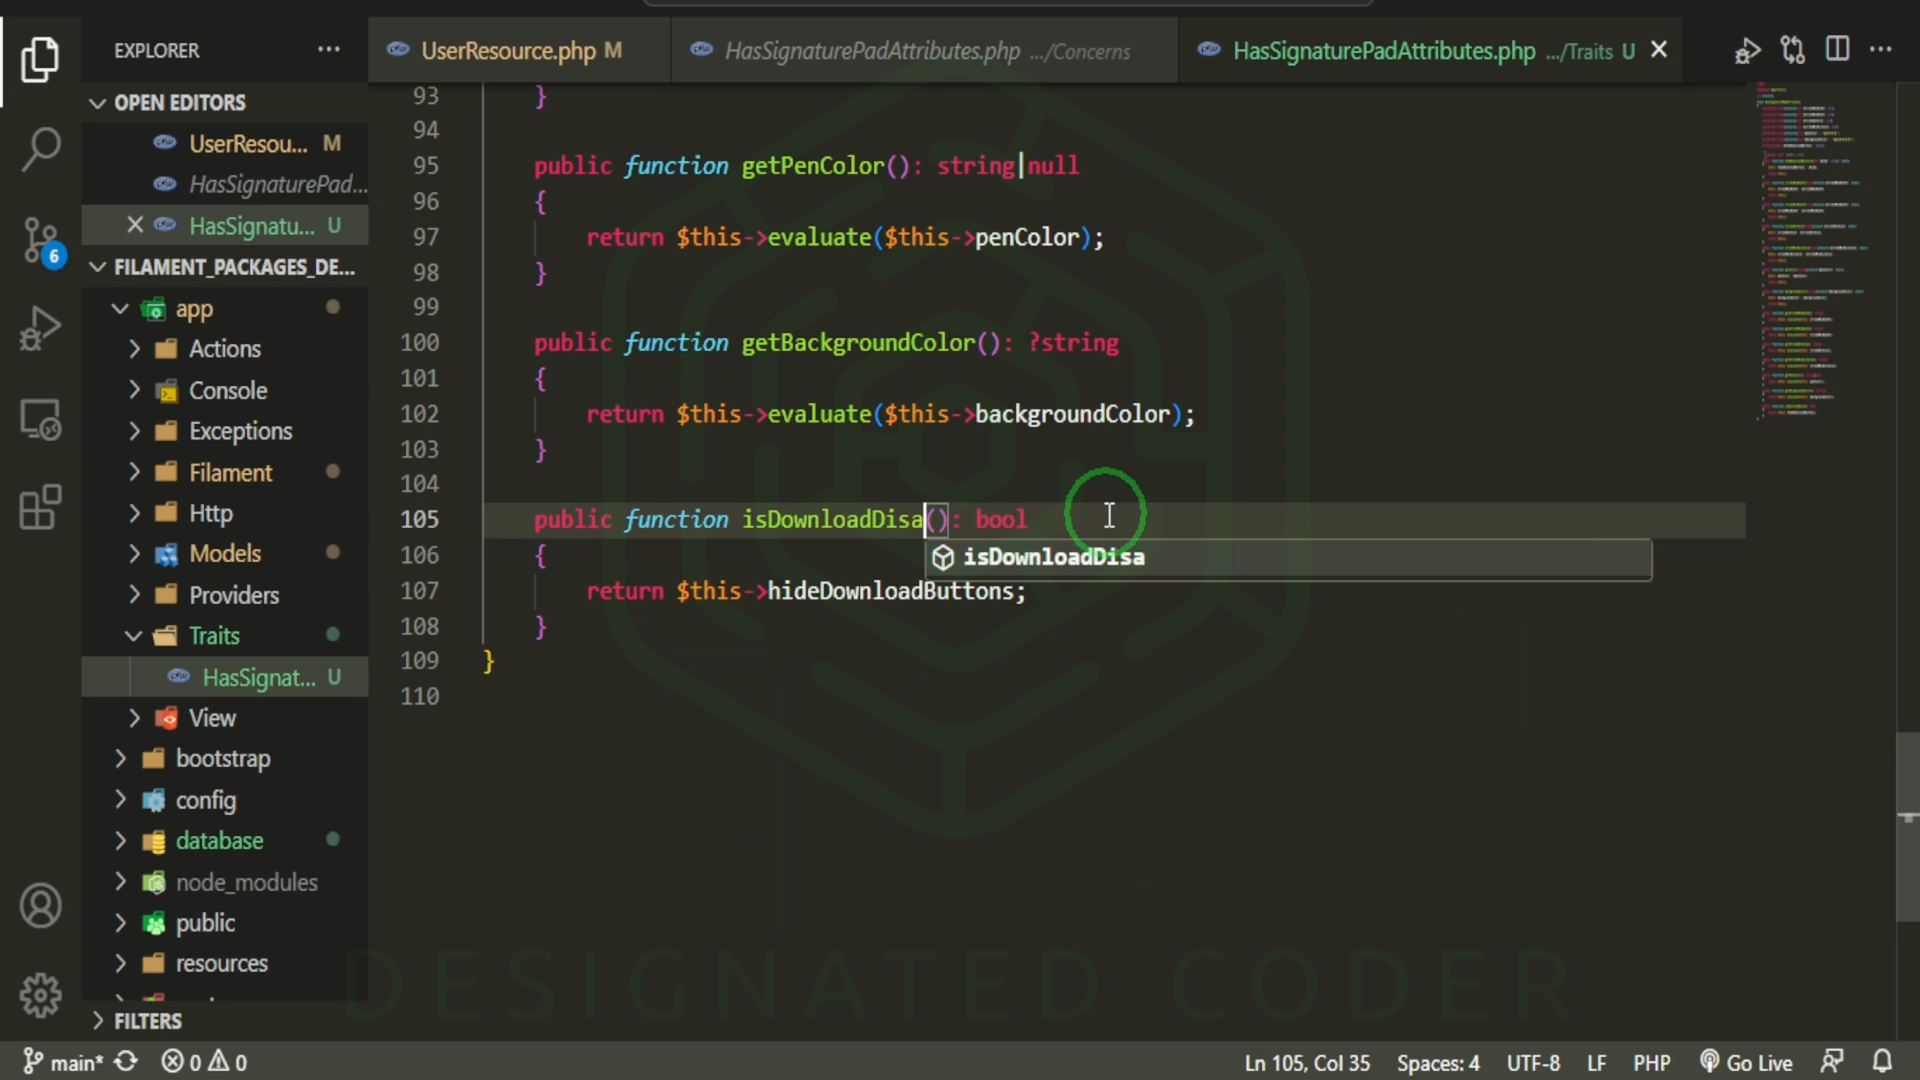 EXPLORER
UserResource.php M
HasSignaturePadAttributes.php .../Concerns
HasSignaturePadAttributes.php .../Traits U
OPEN EDITORS
UserResou... M
HasSignaturePad...
HasSignatu... U
FILAMENT_PACKAGES_DE...
app
Actions
Console
Exceptions
Filament
Http
Models
Providers
Traits
HasSignat... U
View
bootstrap
config
database
node_modules
public
resources
FILTERS
93 }
94
95 public function getPenColor(): string|null
96 {
97 return $this->evaluate($this->penColor);
98 }
99
100 public function getBackgroundColor(): ?string
101 {
102 return $this->evaluate($this->backgroundColor);
103 }
104
105 public function isDownloadDisa(): bool
106 {
isDownloadDisa
107 return $this->hideDownloadButtons;
108 }
109 }
110
DESIGNATED CODER
6
main* 0 0
Ln 105, Col 35 Spaces: 4 UTF-8 LF PHP Go Live